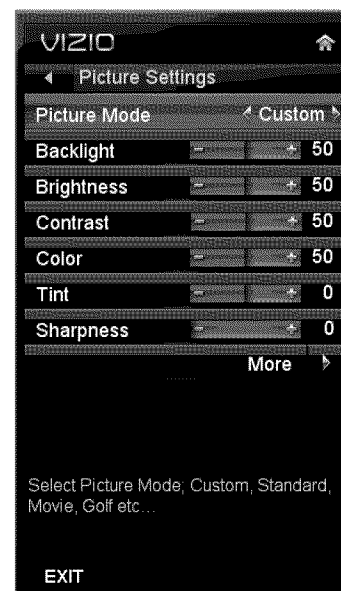 VIZIO
Picture Settings
Picture Mode Custom
Backlight - + 50
Brightness - + 50
Contrast - + 50
Color - + 50
Tint - + 0
Sharpness - + 0
More
Select Picture Mode; Custom, Standard,
Movie, Golf etc...
EXIT